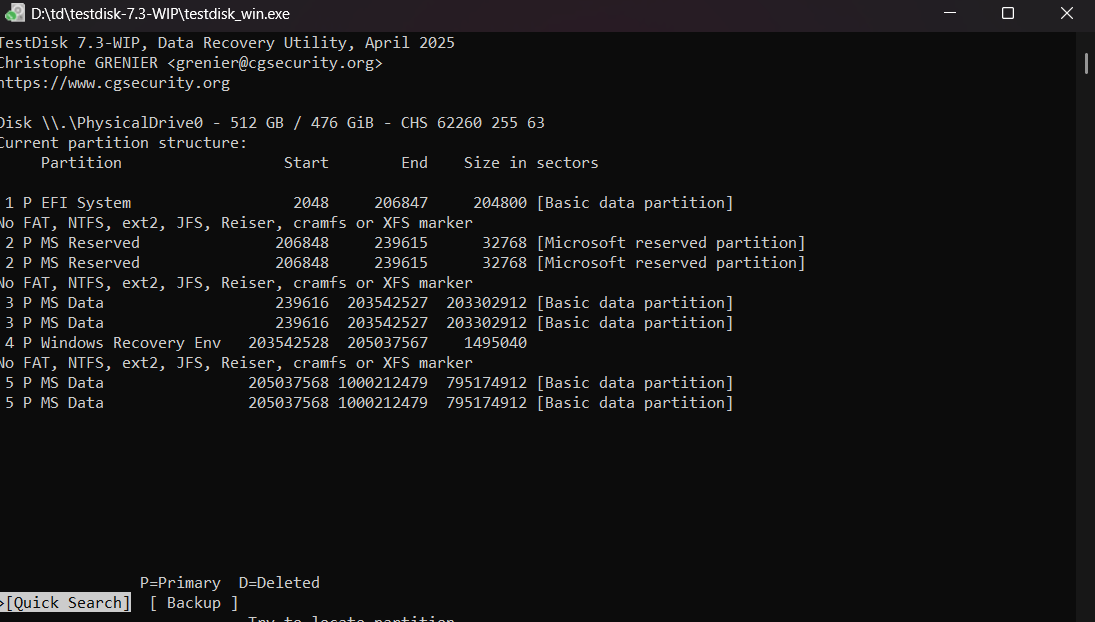 D:\td\testdisk-7.3-WIP\testdisk_win.exe
TestDisk 7.3-WIP, Data Recovery Utility, April 2025
Christophe GRENIER <grenier@cgsecurity.org>
https://www.cgsecurity.org
Disk \\.\PhysicalDrive0 - 512 GB / 476 GiB - CHS 62260 255 63
Current partition structure:
Partition Start End Size in sectors
1 P EFI System 2048 206847 204800 [Basic data partition]
No FAT, NTFS, ext2, JFS, Reiser, cramfs or XFS marker
2 P MS Reserved 206848 239615 32768 [Microsoft reserved partition]
2 P MS Reserved 206848 239615 32768 [Microsoft reserved partition]
No FAT, NTFS, ext2, JFS, Reiser, cramfs or XFS marker
3 P MS Data 239616 203542527 203302912 [Basic data partition]
3 P MS Data 239616 203542527 203302912 [Basic data partition]
4 P Windows Recovery Env 203542528 205037567 1495040
No FAT, NTFS, ext2, JFS, Reiser, cramfs or XFS marker
5 P MS Data 205037568 1000212479 795174912 [Basic data partition]
5 P MS Data 205037568 1000212479 795174912 [Basic data partition]
P=Primary D=Deleted
>[Quick Search] [ Backup ]
Try to locate partition